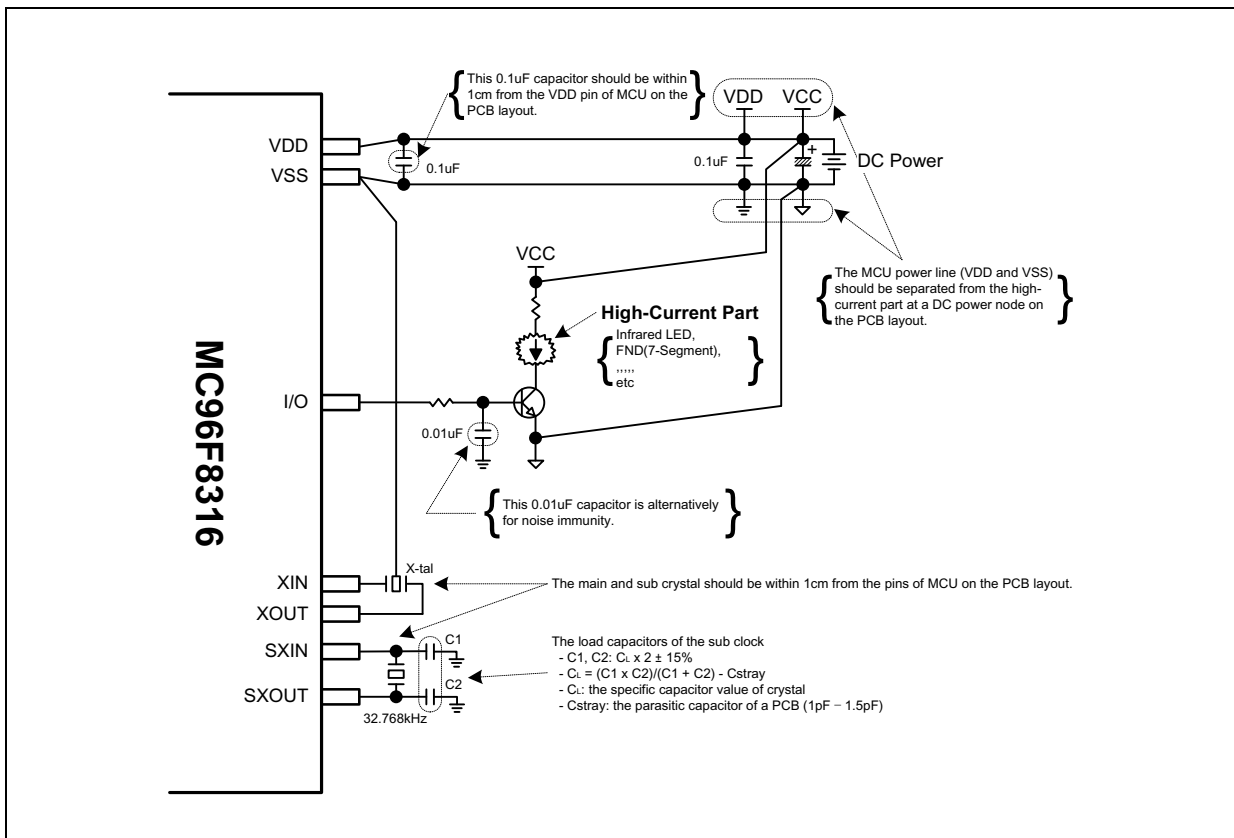 This 0.1uF capacitor should be within
1cm from the VDD pin of MCU on the
PCB layout.
VDD VCC
VDD
VSS
0.1uF
0.1uF
+
DC Power
VCC
The MCU power line (VDD and VSS)
should be separated from the high-
current part at a DC power node on
the PCB layout.
High-Current Part
Infrared LED,
FND(7-Segment),
,,,,,
etc
MC96F8316
I/O
0.01uF
This 0.01uF capacitor is alternatively
for noise immunity.
X-tal
XIN
XOUT
The main and sub crystal should be within 1cm from the pins of MCU on the PCB layout.
SXIN
SXOUT
C1
C2
32.768kHz
The load capacitors of the sub clock
- C1, C2: CL x 2 ± 15%
- CL = (C1 x C2)/(C1 + C2) - Cstray
- CL: the specific capacitor value of crystal
- Cstray: the parasitic capacitor of a PCB (1pF – 1.5pF)